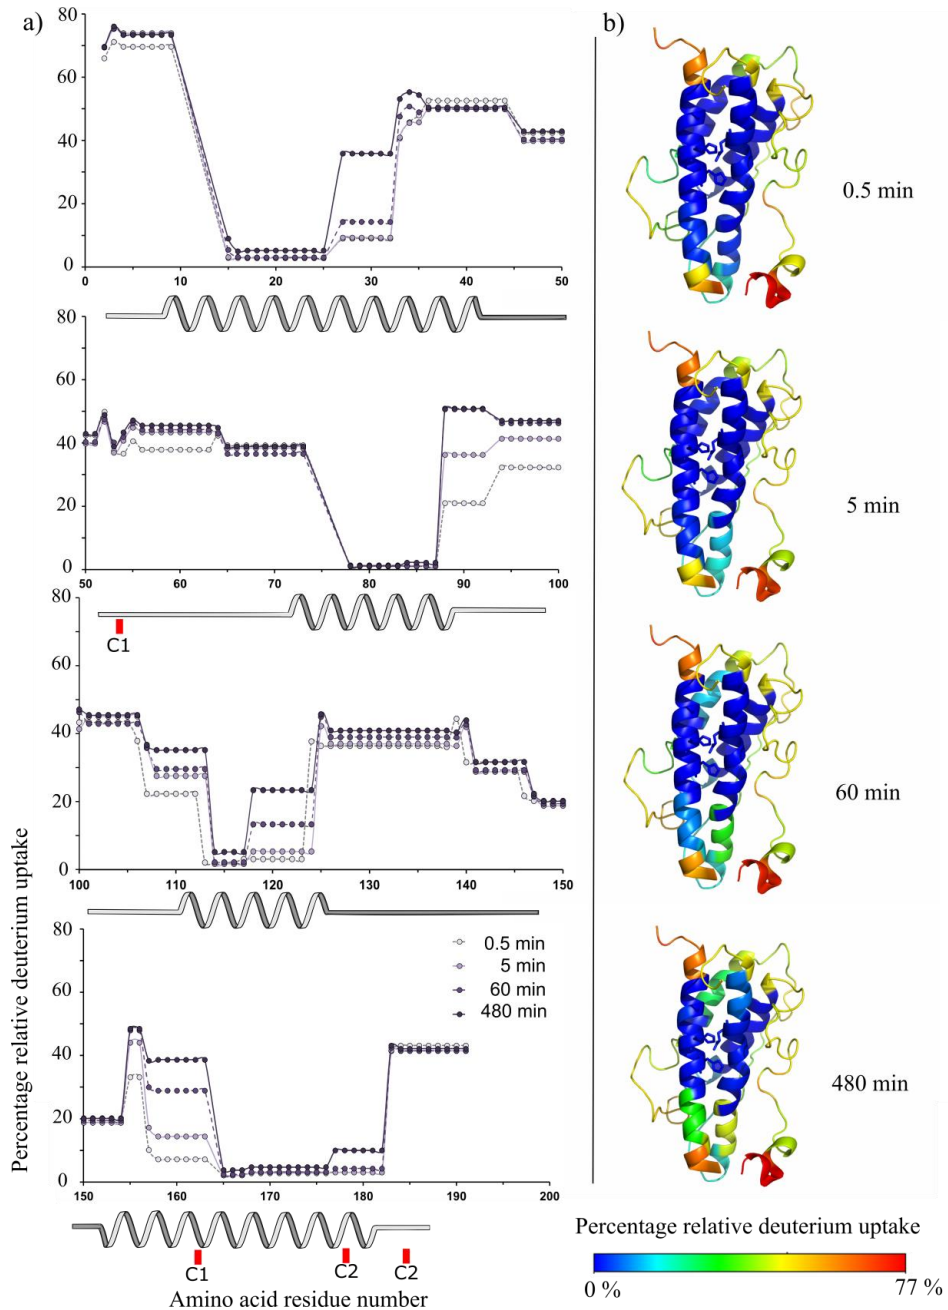 a)
80
60
40
20
0
0 10 20 30 40 50
80
60
40
20
0
50 60 70 80 90 100
C1
80
60
40
20
0
100 110 120 130 140 150
80
60
40
20
0
150 160 170 180 190 200
0.5 min
5 min
60 min
480 min
C1 C2 C2
Percentage relative deuterium uptake
Amino acid residue number
b)
0.5 min
5 min
60 min
480 min
Percentage relative deuterium uptake
0 % 77 %